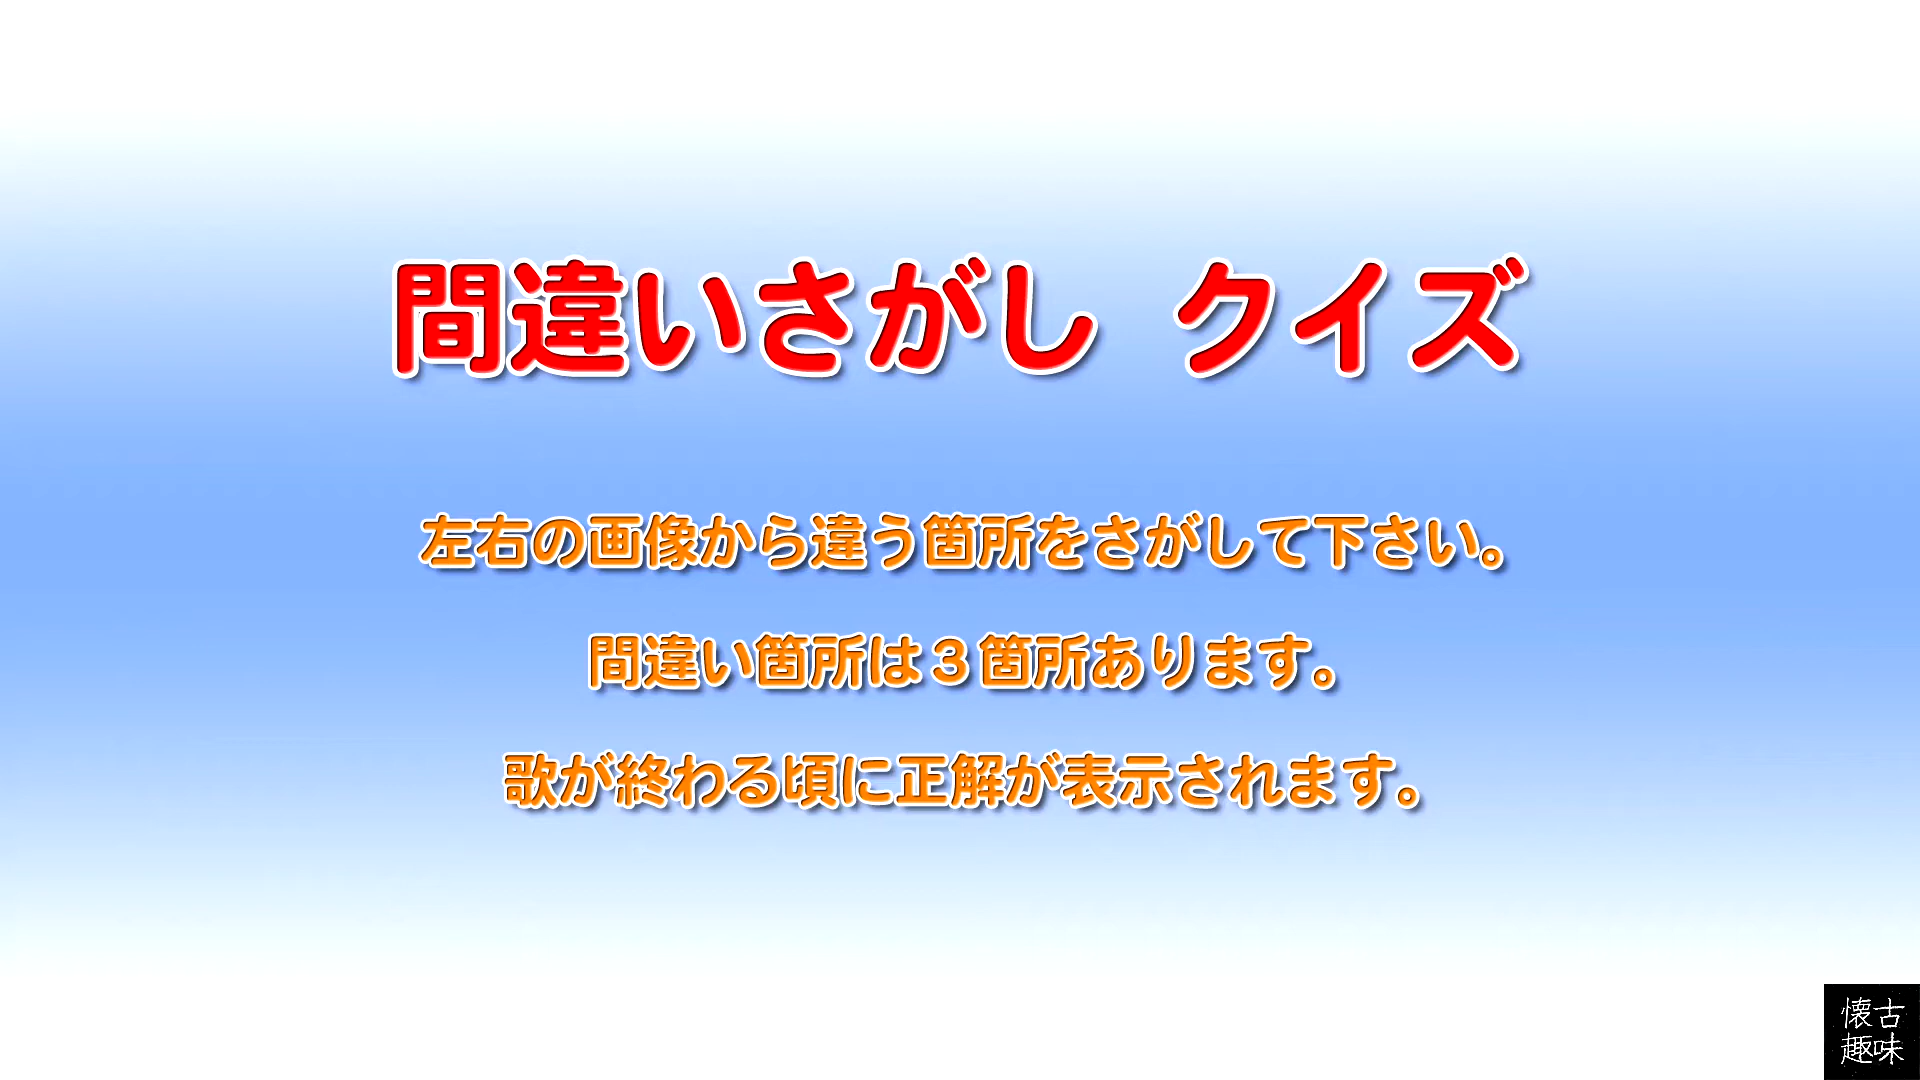 間違いさがし クイズ
左右の画像から違う箇所をさがして下さい。
間違い箇所は３箇所あります。
歌が終わる頃に正解が表示されます。
懐古
趣味